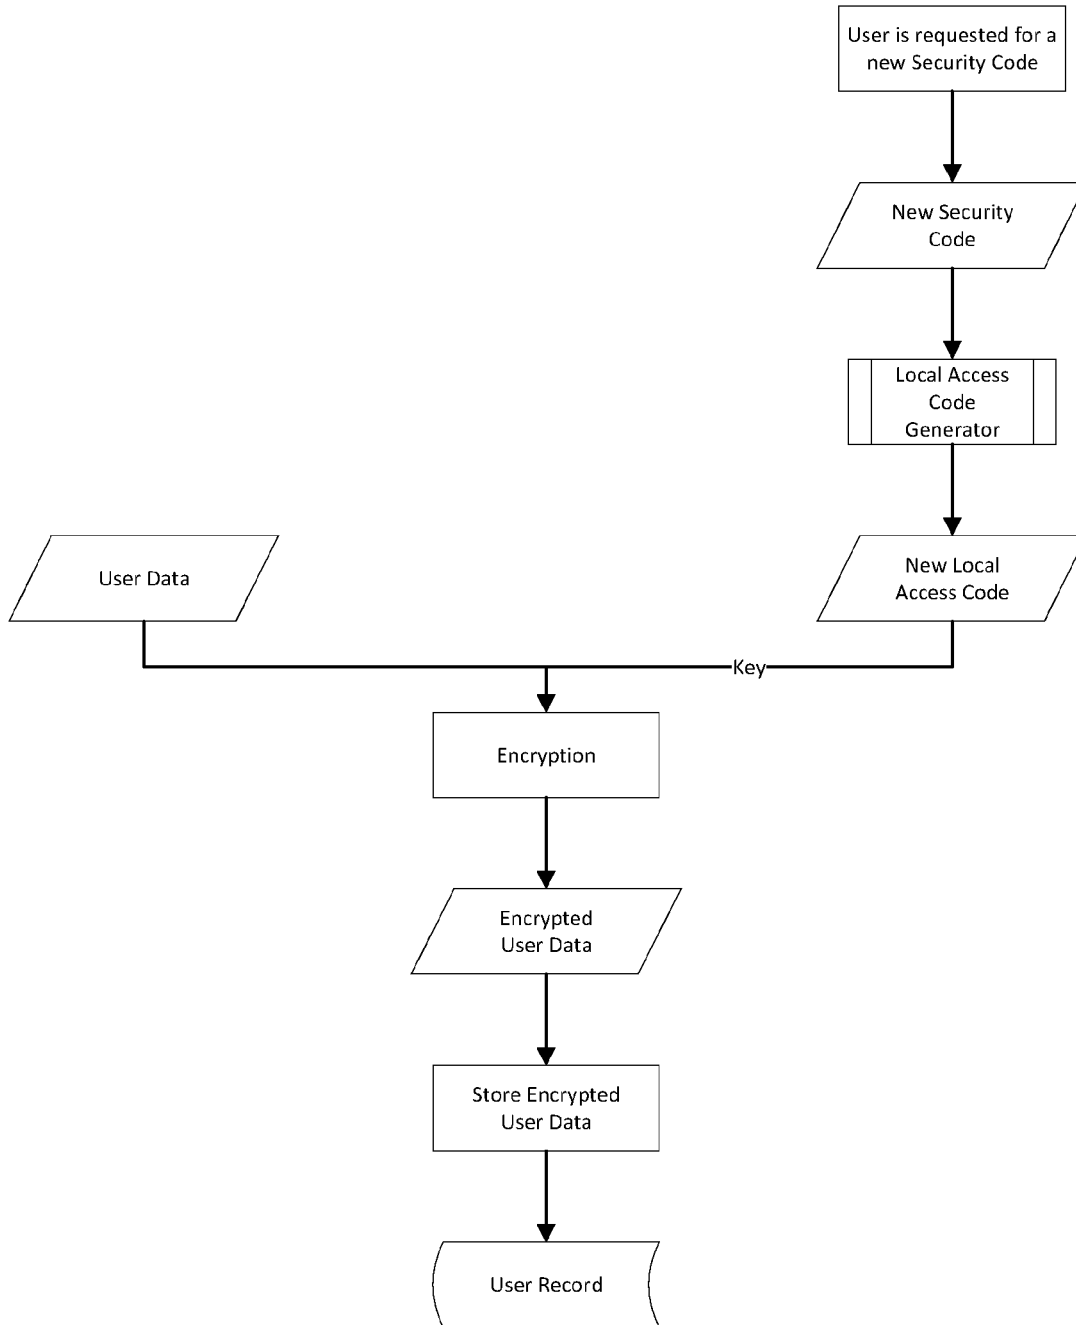 User is requested for a
new Security Code
New Security
Code
Local Access
Code
Generator
User Data
New Local
Access Code
Key
Encryption
Encrypted
User Data
Store Encrypted
User Data
User Record